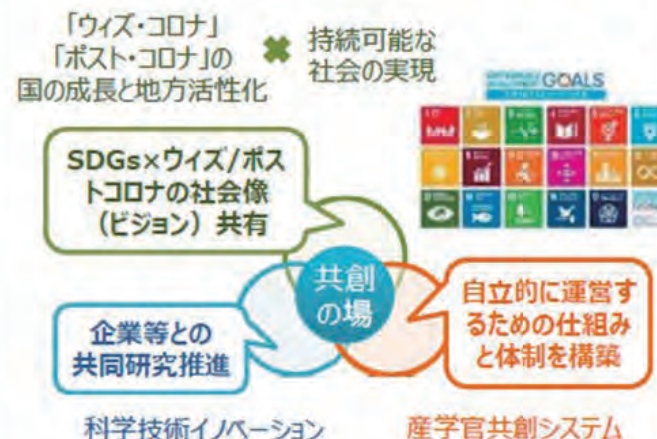 「ウィズ・コロナ」
「ポスト・コロナ」の
国の成長と地方活性化
✖
持続可能な
社会の実現
GOALS
SDGs×ウィズ/ポス
トコロナの社会像
(ビジョン)共有
共創
の場
企業等との
共同研究推進
自立的に運営す
るための仕組み
と体制を構築
科学技術イノベーション
産学官共創システム